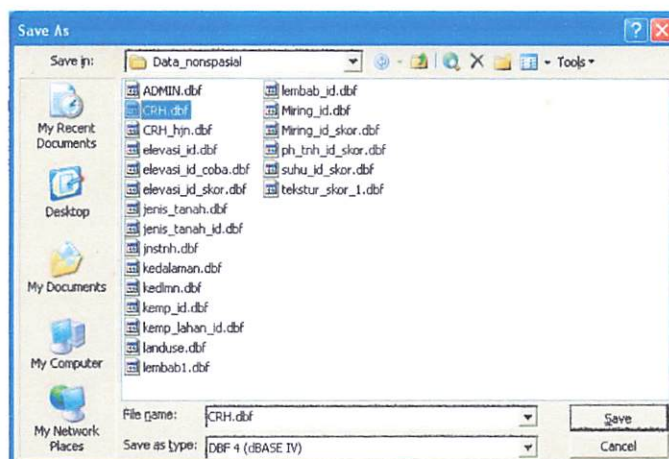 Save As
Save in:
Data_nonspasial
Tools
My Recent
Documents
Desktop
My Documents
My Computer
My Network
Places
ADMIN.dbf
CRH.dbf
CRH_hjn.dbf
elevasi_id.dbf
elevasi_id_coba.dbf
elevasi_id_skor.dbf
jenis_tanah.dbf
jenis_tanah_id.dbf
jnstnh.dbf
kedalaman.dbf
kedlmn.dbf
kemp_id.dbf
kemp_lahan_id.dbf
landuse.dbf
lembab1.dbf
lembab_id.dbf
Miring_id.dbf
Miring_id_skor.dbf
ph_tnh_id_skor.dbf
suhu_id_skor.dbf
tekstur_skor_1.dbf
File name:
CRH.dbf
Save
Save as type:
DBF 4 (dBASE IV)
Cancel